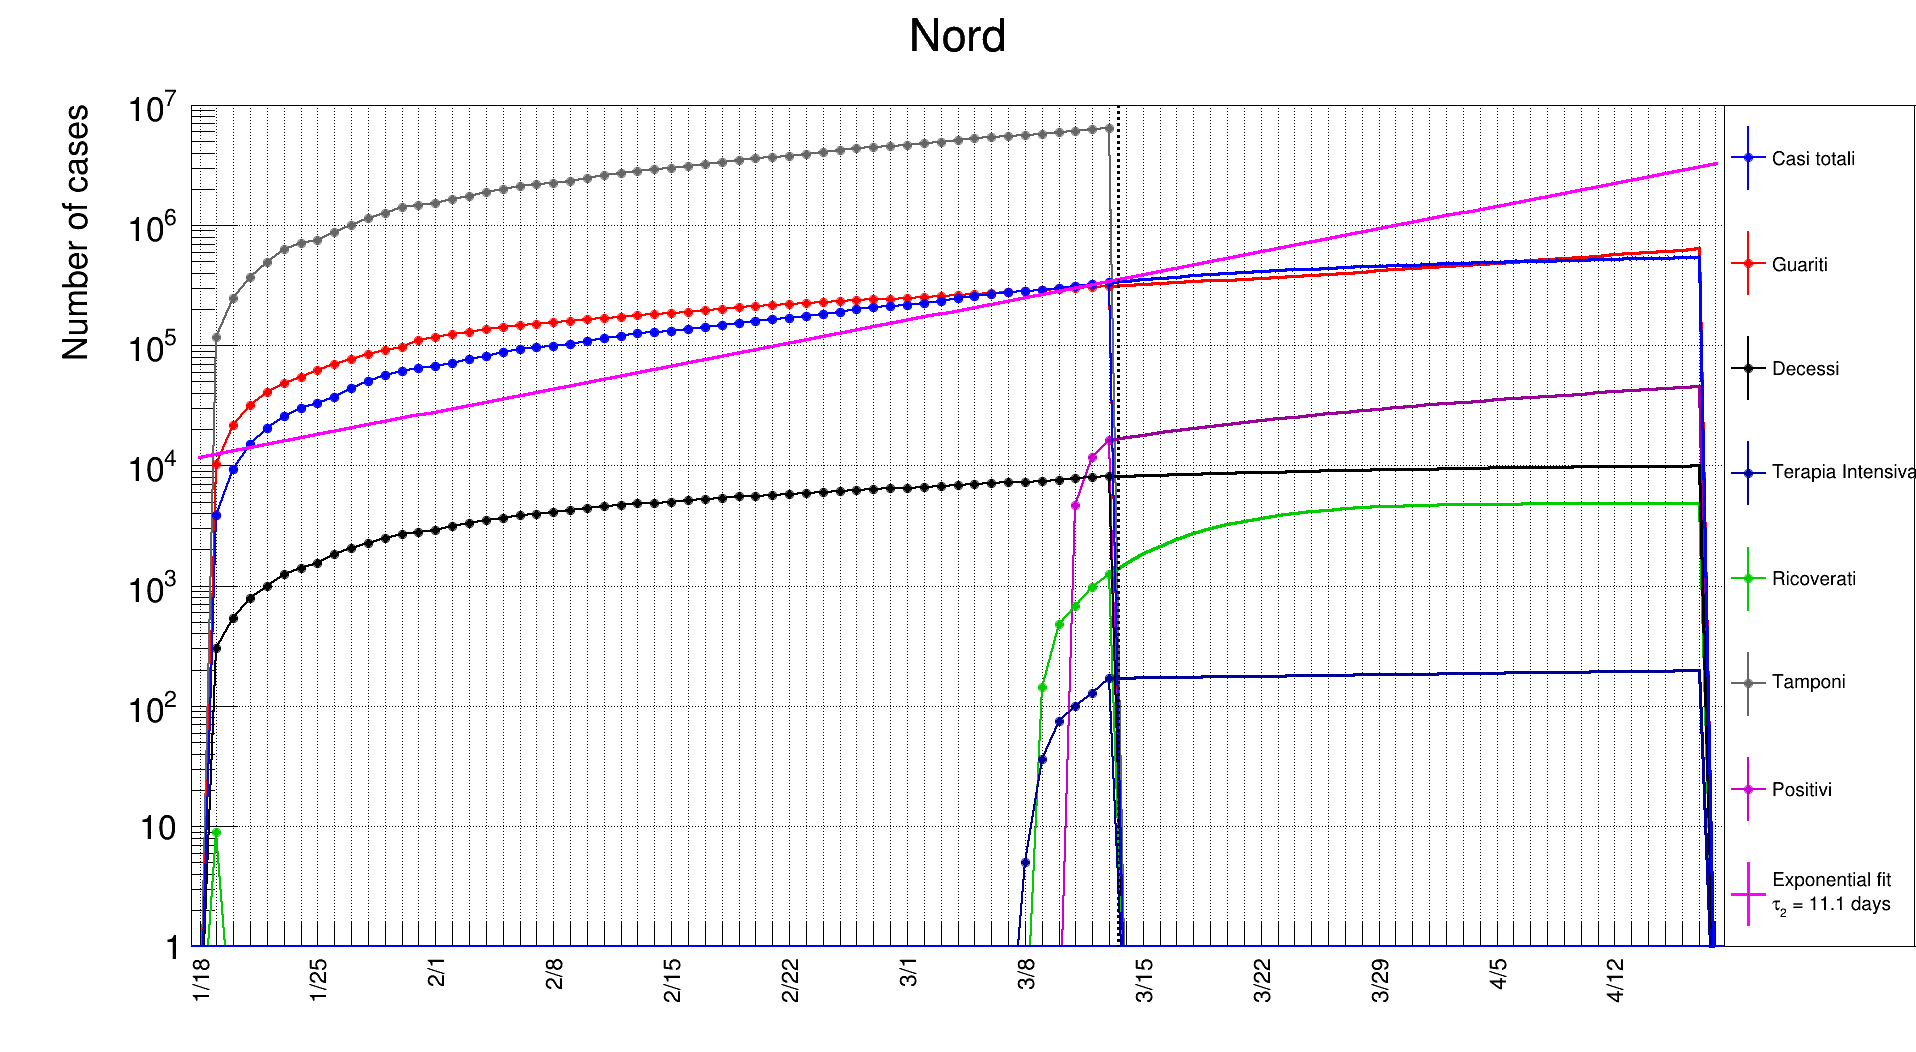 Nord
Number of cases
10^7
10^6
10^5
10^4
10^3
10^2
10
1
1/18
1/25
2/1
2/8
2/15
2/22
3/1
3/8
3/15
3/22
3/29
4/5
4/12
Casi totali
Guariti
Decessi
Terapia Intensiva
Ricoverati
Tamponi
Positivi
Exponential fit
τ₂ = 11.1 days